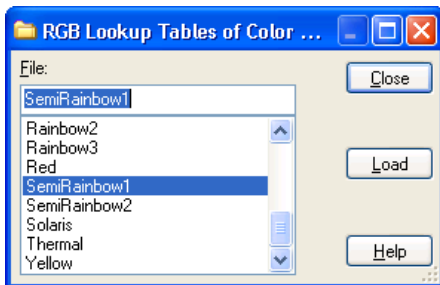 RGB Lookup Tables of Color ...
File:
SemiRainbow1
Rainbow2
Rainbow3
Red
SemiRainbow1
SemiRainbow2
Solaris
Thermal
Yellow
Close
Load
Help